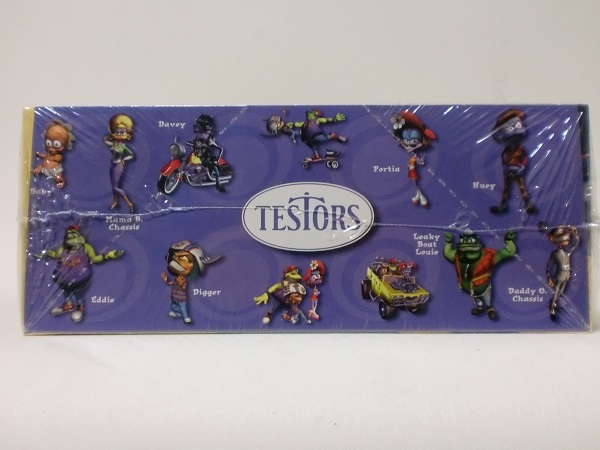 Davey
Portia
Huey
Baby
Mama B.
Chassis
TESTORS
Leaky
Boat
Louie
Eddie
Digger
Daddy O.
Chassis